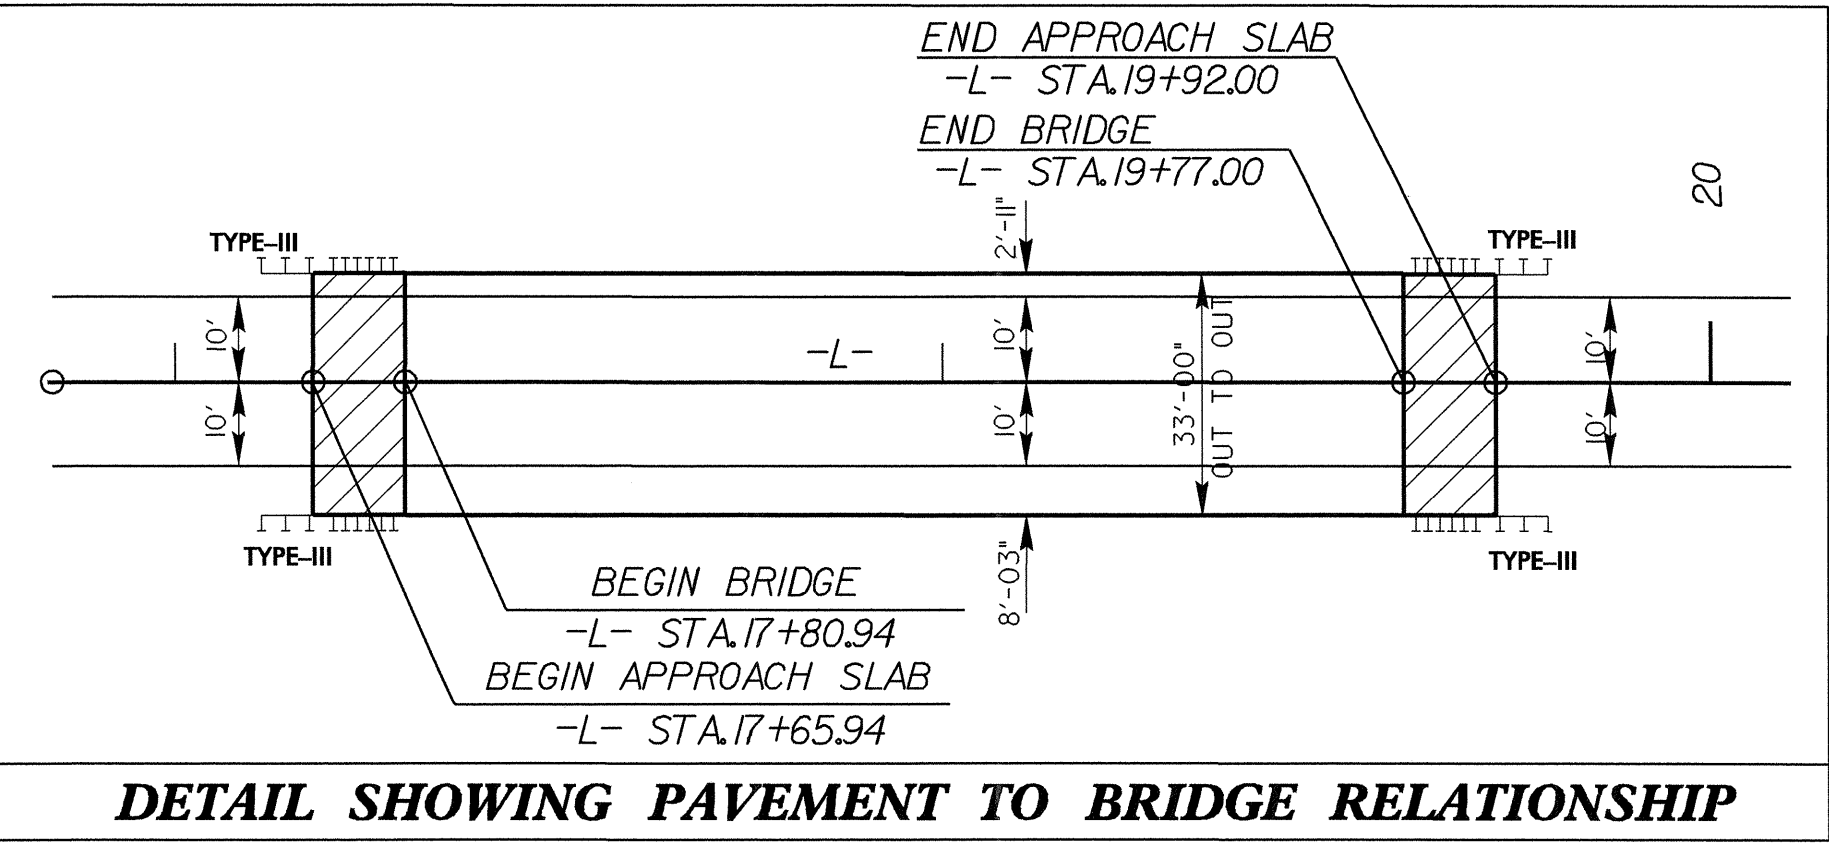 END APPROACH SLAB
-L- STA.19+92.00
END BRIDGE
-L- STA.19+77.00
20
2'-11"
TYPE-III
TYPE-III
10'
10'
10'
-L-
33'-00"
OUT TO OUT
10'
10'
10'
TYPE-III
TYPE-III
8'-03"
BEGIN BRIDGE
-L- STA.17+80.94
BEGIN APPROACH SLAB
-L- STA.17+65.94
DETAIL SHOWING PAVEMENT TO BRIDGE RELATIONSHIP